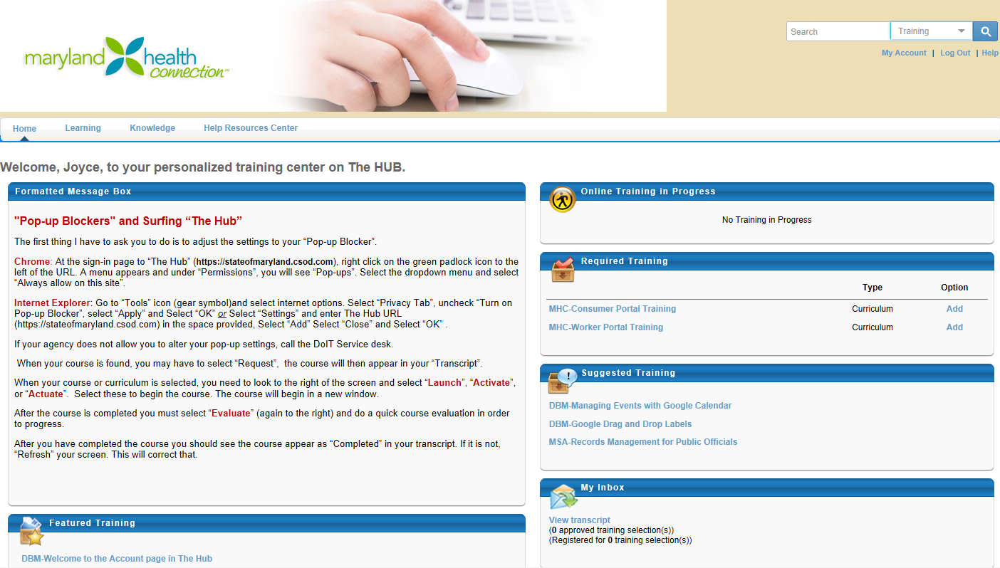 maryland health
connection℠
Search
Training
My Account | Log Out | Help
Home
Learning
Knowledge
Help Resources Center
Welcome, Joyce, to your personalized training center on The HUB.
Formatted Message Box
"Pop-up Blockers" and Surfing “The Hub”
The first thing I have to ask you to do is to adjust the settings to your “Pop-up Blocker”.
Chrome: At the sign-in page to “The Hub” (https://stateofmaryland.csod.com), right click on the green padlock icon to the
left of the URL. A menu appears and under “Permissions”, you will see “Pop-ups”. Select the dropdown menu and select
“Always allow on this site”.
Internet Explorer: Go to “Tools” icon (gear symbol)and select internet options. Select “Privacy Tab”, uncheck “Turn on
Pop-up Blocker”, select “Apply” and Select “OK” or Select “Settings” and enter The Hub URL
(https://stateofmaryland.csod.com) in the space provided, Select “Add” Select “Close” and Select “OK” .
If your agency does not allow you to alter your pop-up settings, call the DoIT Service desk.
When your course is found, you may have to select “Request”, the course will then appear in your “Transcript”.
When your course or curriculum is selected, you need to look to the right of the screen and select “Launch”, “Activate”,
or “Actuate”. Select these to begin the course. The course will begin in a new window.
After the course is completed you must select “Evaluate” (again to the right) and do a quick course evaluation in order
to progress.
After you have completed the course you should see the course appear as “Completed” in your transcript. If it is not,
“Refresh” your screen. This will correct that.
Featured Training
DBM-Welcome to the Account page in The Hub
Online Training in Progress
No Training in Progress
Required Training
Type Option
MHC-Consumer Portal Training Curriculum Add
MHC-Worker Portal Training Curriculum Add
Suggested Training
DBM-Managing Events with Google Calendar
DBM-Google Drag and Drop Labels
MSA-Records Management for Public Officials
My Inbox
View transcript
(0 approved training selection(s))
(Registered for 0 training selection(s))